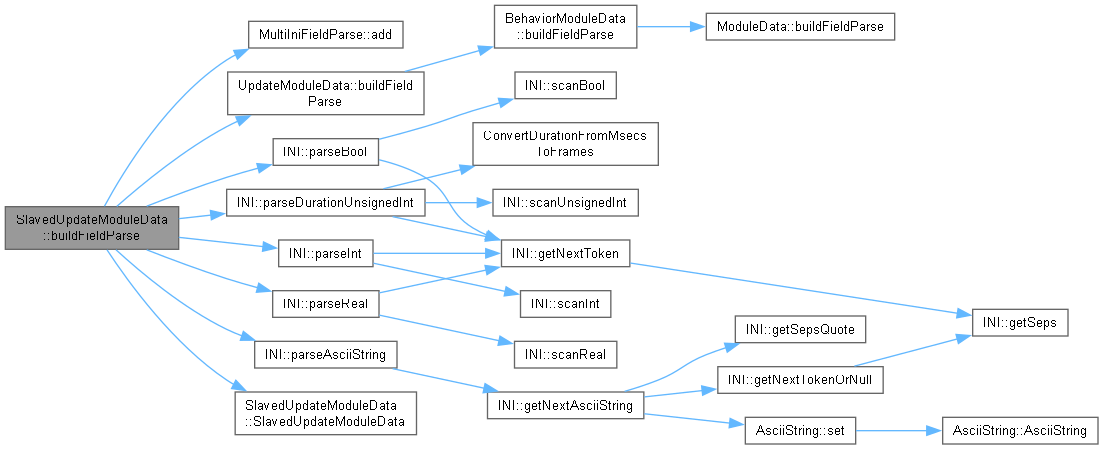 SlavedUpdateModuleData
::buildFieldParse
MultiIniFieldParse::add
UpdateModuleData::buildField
Parse
BehaviorModuleData
::buildFieldParse
ModuleData::buildFieldParse
INI::parseBool
INI::scanBool
INI::parseDurationUnsignedInt
ConvertDurationFromMsecs
ToFrames
INI::scanUnsignedInt
INI::parseInt
INI::getNextToken
INI::scanInt
INI::parseReal
INI::scanReal
INI::getSeps
INI::parseAsciiString
INI::getNextAsciiString
INI::getSepsQuote
INI::getNextTokenOrNull
AsciiString::set
AsciiString::AsciiString
SlavedUpdateModuleData
::SlavedUpdateModuleData